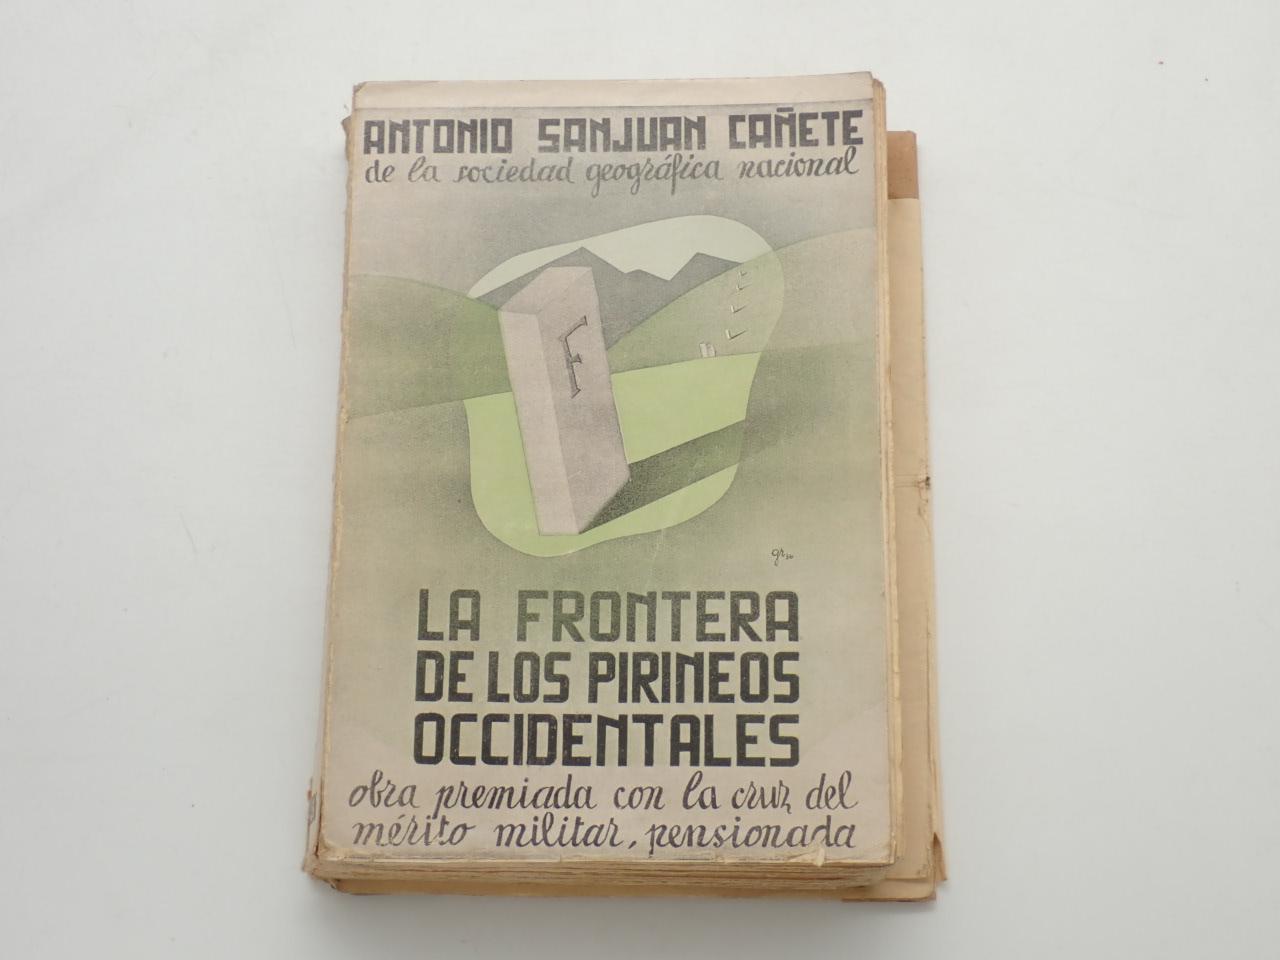 ANTONIO SANJUAN CAÑETE
de la sociedad geográfica nacional
F
gr36
LA FRONTERA
DE LOS PIRINEOS
OCCIDENTALES
obra premiada con la cruz del
mérito militar, pensionada